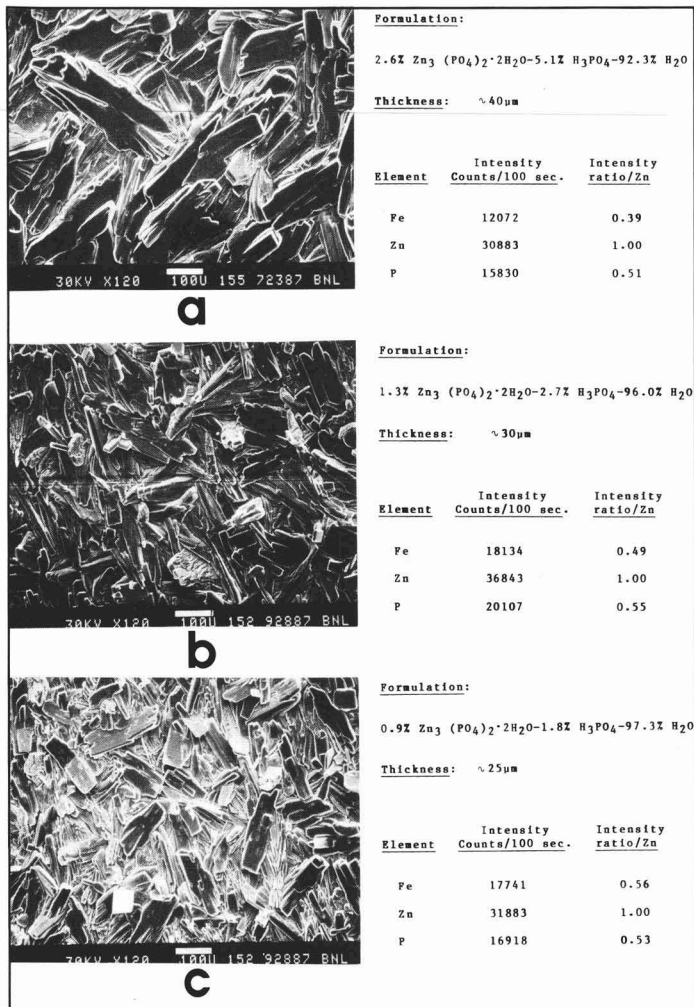 Formulation:
2.6% Zn3 (PO4)2·2H2O-5.1% H3PO4-92.3% H2O
Thickness: ~40μm
Element Intensity Counts/100 sec. Intensity ratio/Zn
Fe 12072 0.39
Zn 30883 1.00
P 15830 0.51
30KV X120 100U 155 72387 BNL
a
Formulation:
1.3% Zn3 (PO4)2·2H2O-2.7% H3PO4-96.0% H2O
Thickness: ~30μm
Element Intensity Counts/100 sec. Intensity ratio/Zn
Fe 18134 0.49
Zn 36843 1.00
P 20107 0.55
30KV X120 100U 152 92887 BNL
b
Formulation:
0.9% Zn3 (PO4)2·2H2O-1.8% H3PO4-97.3% H2O
Thickness: ~25μm
Element Intensity Counts/100 sec. Intensity ratio/Zn
Fe 17741 0.56
Zn 31883 1.00
P 16918 0.53
30KV X120 100U 152 92887 BNL
c